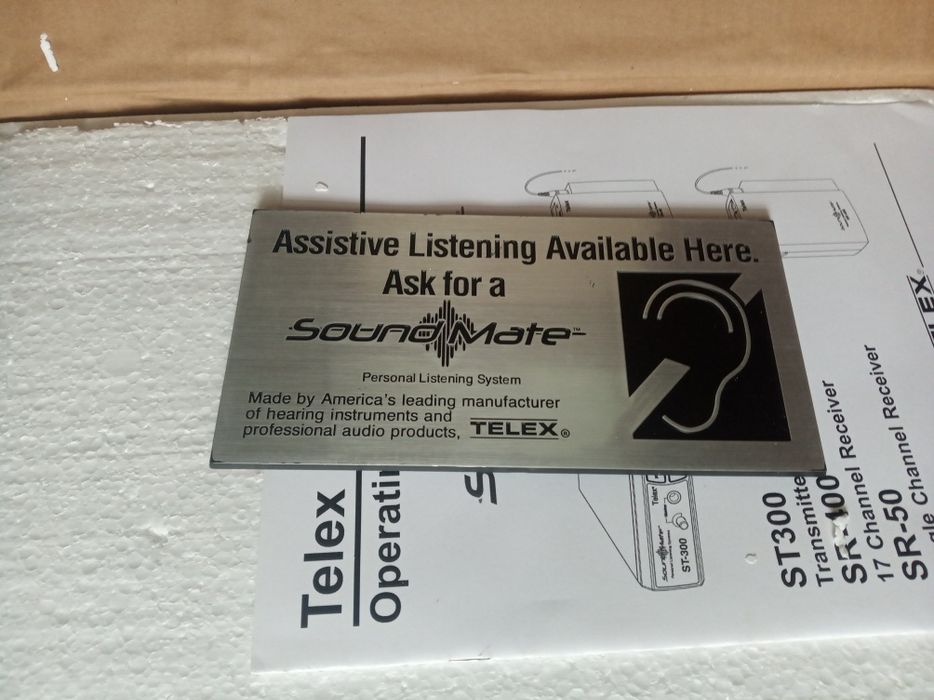 Assistive Listening Available Here.
Ask for a
SoundMate™
Personal Listening System
Made by America's leading manufacturer
of hearing instruments and
professional audio products, TELEX®
Telex
Operati
ST300
Transmitte
SR-100
17 Channel Receiver
SR-50
gle Channel Receiver
Telex
SoundMate
ST-300